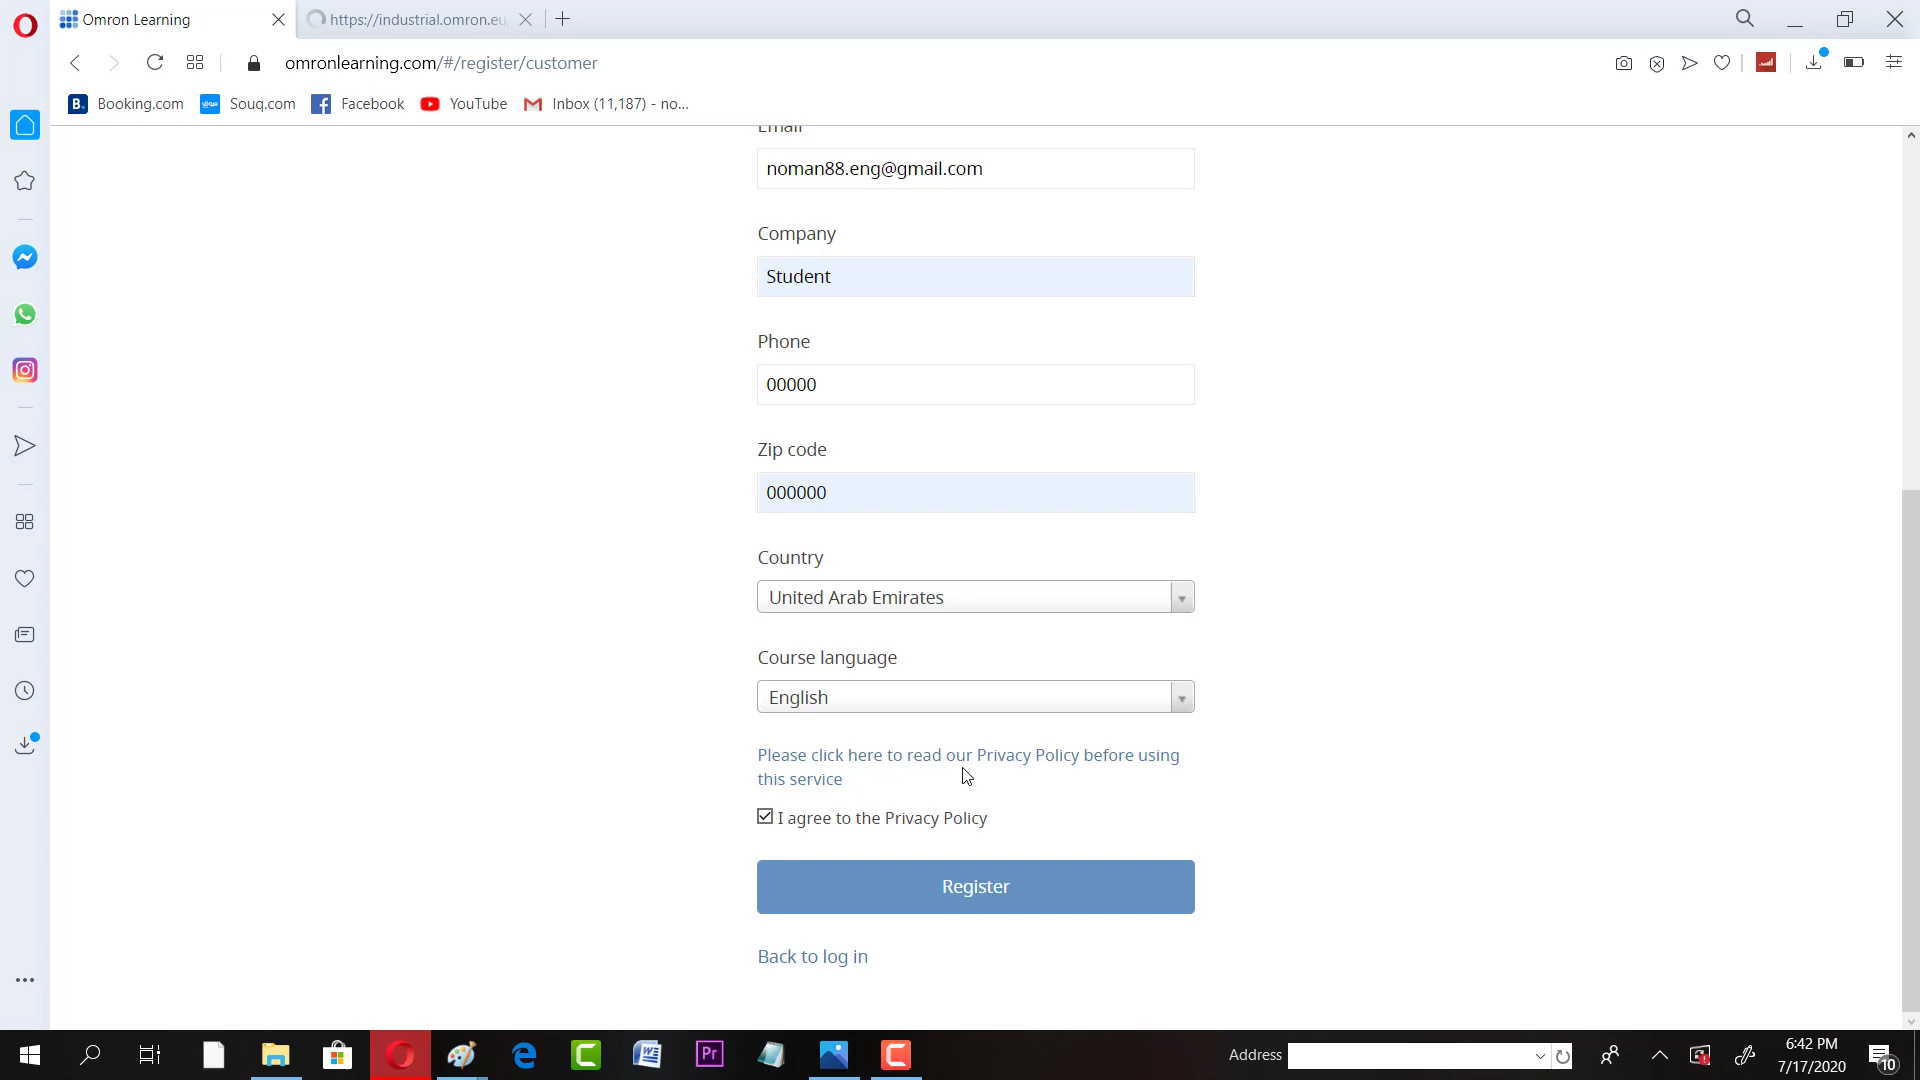 Omron Learning
https://industrial.omron.eu
omronlearning.com/#/register/customer
B. Booking.com
Souq.com
Facebook
YouTube
Inbox (11,187) - no...
Email
noman88.eng@gmail.com
Company
Student
Phone
00000
Zip code
000000
Country
United Arab Emirates
Course language
English
Please click here to read our Privacy Policy before using
this service
I agree to the Privacy Policy
Register
Back to log in
Pr
Address
6:42 PM
7/17/2020
10